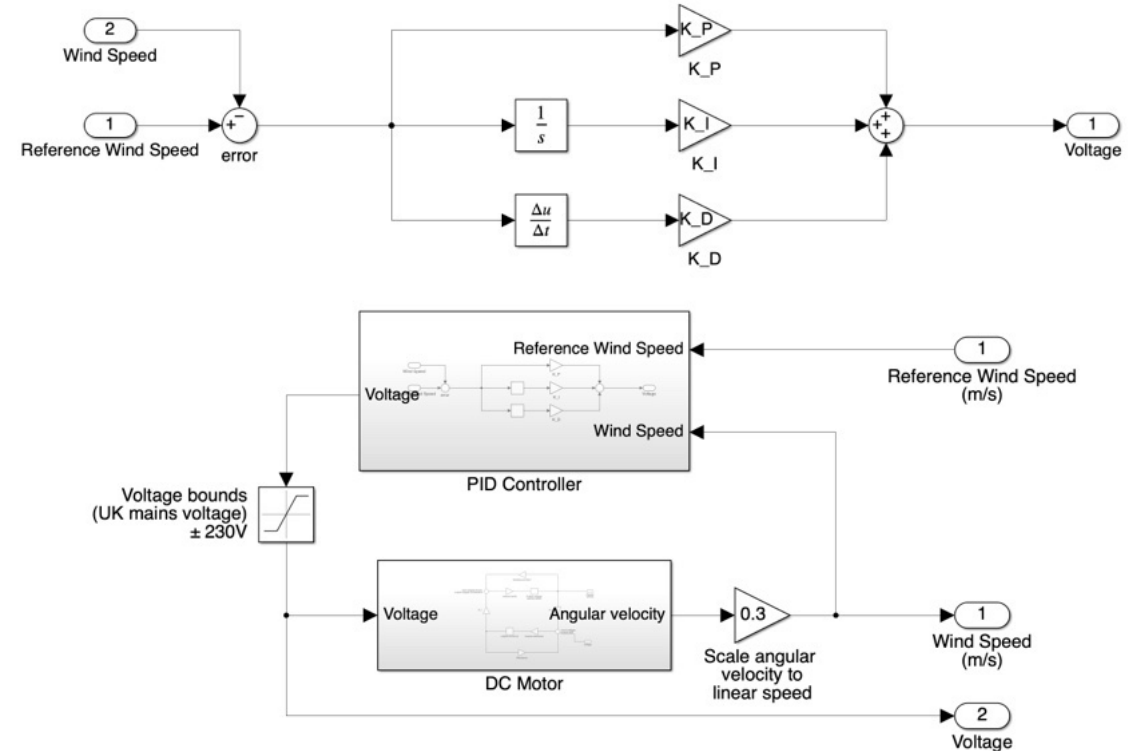 2
Wind Speed
1
Reference Wind Speed
−
+
error
1
s
Δu
Δt
K_P
K_P
K_I
K_I
K_D
K_D
+
+
+
1
Voltage
Reference Wind Speed
Voltage
Wind Speed
PID Controller
1
Reference Wind Speed
(m/s)
Voltage bounds
(UK mains voltage)
± 230V
Voltage
Angular velocity
DC Motor
0.3
Scale angular
velocity to
linear speed
1
Wind Speed
(m/s)
2
Voltage